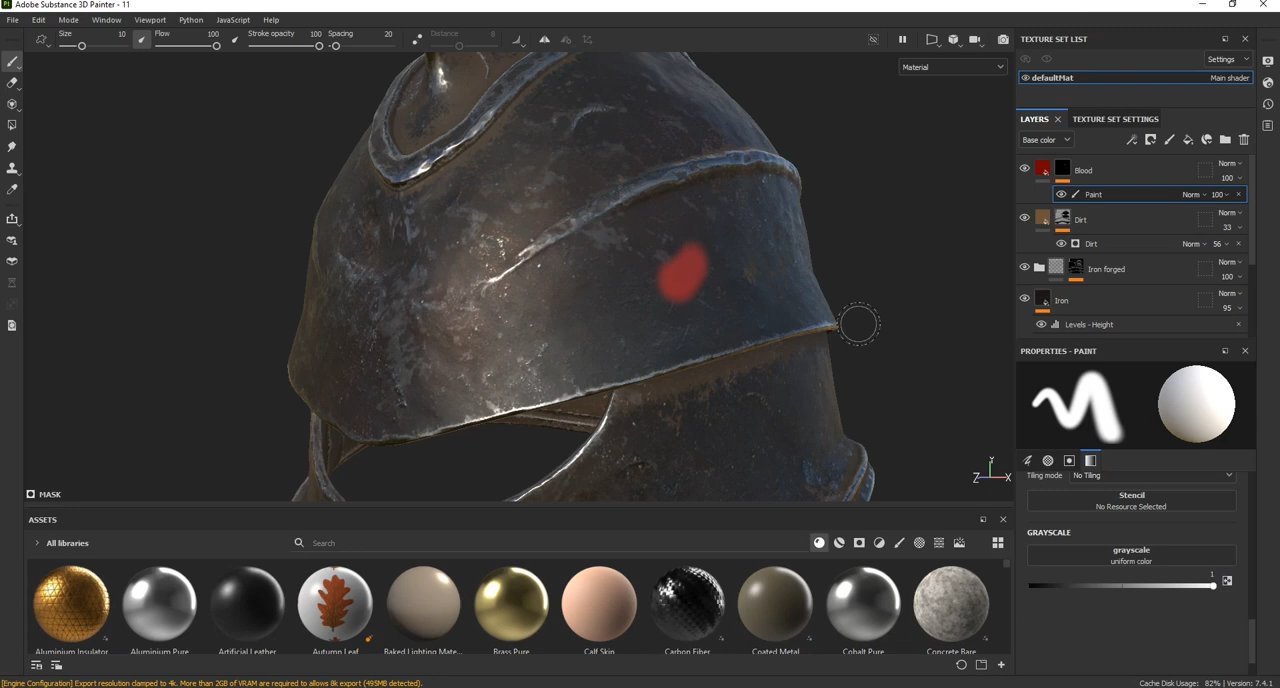 Adobe Substance 3D Painter - 11
File Edit Mode Window Viewport Python JavaScript Help
Size 10 Flow 100 Stroke opacity 100 Spacing 20 Distance 8
Material
MASK
Y
Z X
TEXTURE SET LIST
Settings
defaultMat Main shader
LAYERS TEXTURE SET SETTINGS
Base color
Blood Norm 100
Paint Norm 100
Dirt Norm 33
Dirt Norm 56
Iron forged Norm 100
Iron Norm 95
Levels - Height
PROPERTIES - PAINT
Tiling mode No Tiling
Stencil
No Resource Selected
GRAYSCALE
grayscale
uniform color
1
ASSETS
All libraries Search
Aluminium Insulator Aluminium Pure Artificial Leather Autumn Leaf Baked Lighting Mate... Brass Pure Calf Skin Carbon Fiber Coated Metal Cobalt Pure Concrete Bare
[Engine Configuration] Export resolution clamped to 4k. More than 2GB of VRAM are required to allows 8k export (495MB detected).
Cache Disk Usage: 82% | Version: 7.4.1